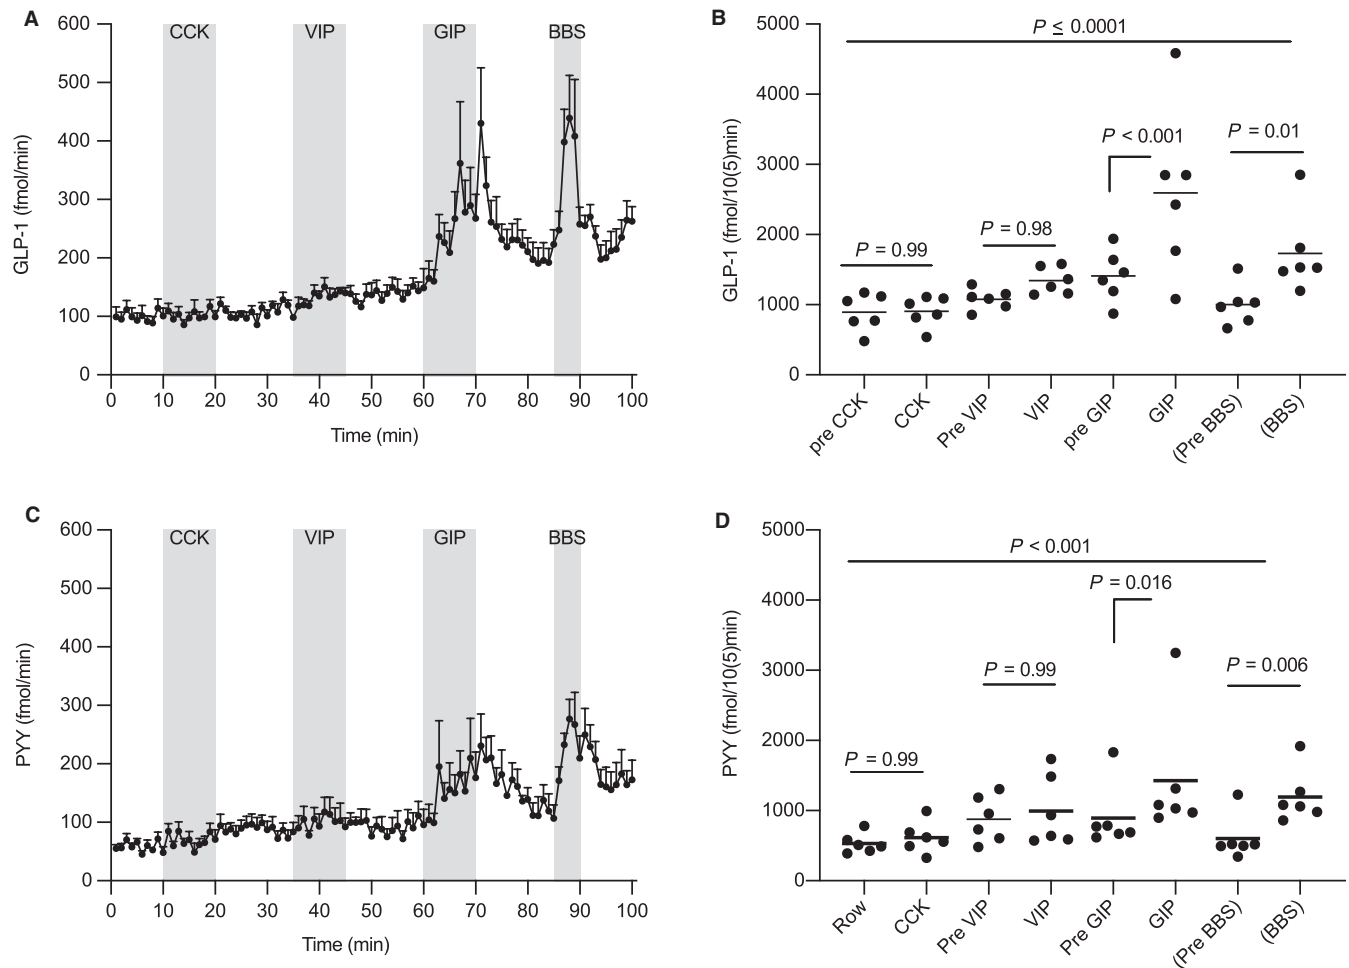 A
600
500
400
300
200
100
0
GLP-1 (fmol/min)
CCK
VIP
GIP
BBS
0 10 20 30 40 50 60 70 80 90 100
Time (min)
B
5000
4000
3000
2000
1000
0
GLP-1 (fmol/10(5)min)
P ≤ 0.0001
P = 0.99
P = 0.98
P < 0.001
P = 0.01
pre CCK
CCK
Pre VIP
VIP
pre GIP
GIP
(Pre BBS)
(BBS)
C
600
500
400
300
200
100
0
PYY (fmol/min)
CCK
VIP
GIP
BBS
0 10 20 30 40 50 60 70 80 90 100
Time (min)
D
5000
4000
3000
2000
1000
0
PYY (fmol/10(5)min)
P < 0.001
P = 0.99
P = 0.99
P = 0.016
P = 0.006
Row
CCK
Pre VIP
VIP
Pre GIP
GIP
(Pre BBS)
(BBS)